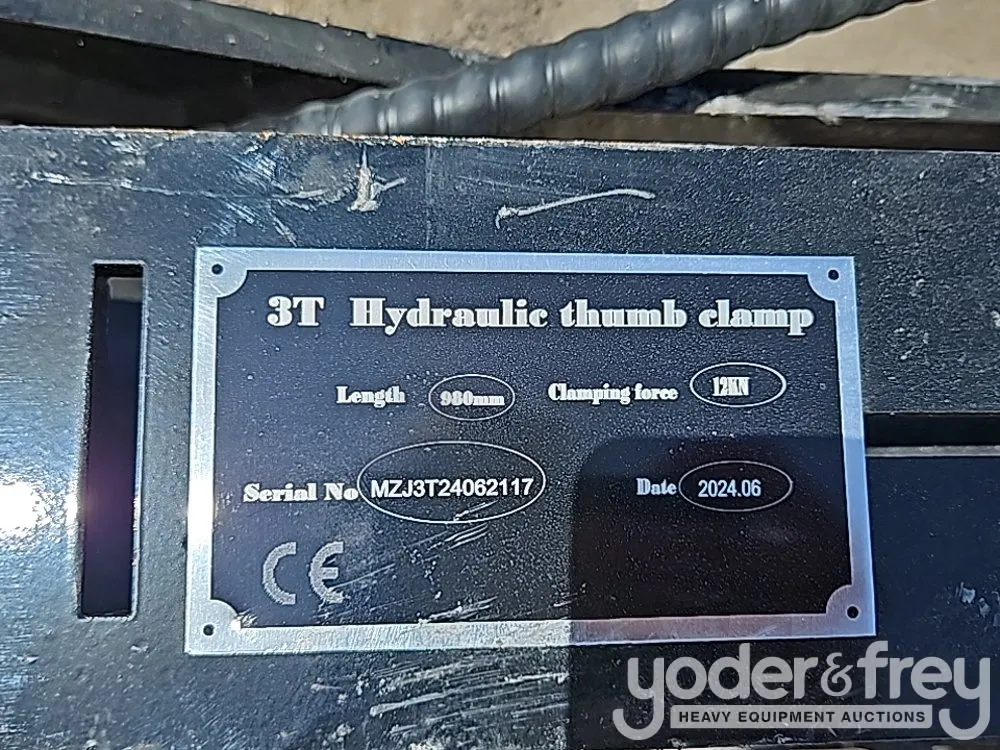 3T Hydraulic thumb clamp
Length 980mm Clamping force 12KN
Serial No MZJ3T24062117 Date 2024.06
CE
yoder&frey
HEAVY EQUIPMENT AUCTIONS